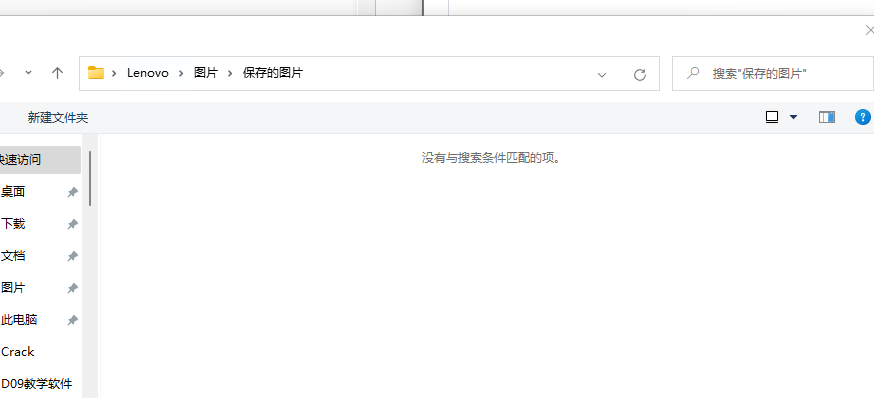 Lenovo > 图片 > 保存的图片
搜索"保存的图片"
新建文件夹
没有与搜索条件匹配的项。
快速访问
桌面
下载
文档
图片
此电脑
Crack
D09教学软件